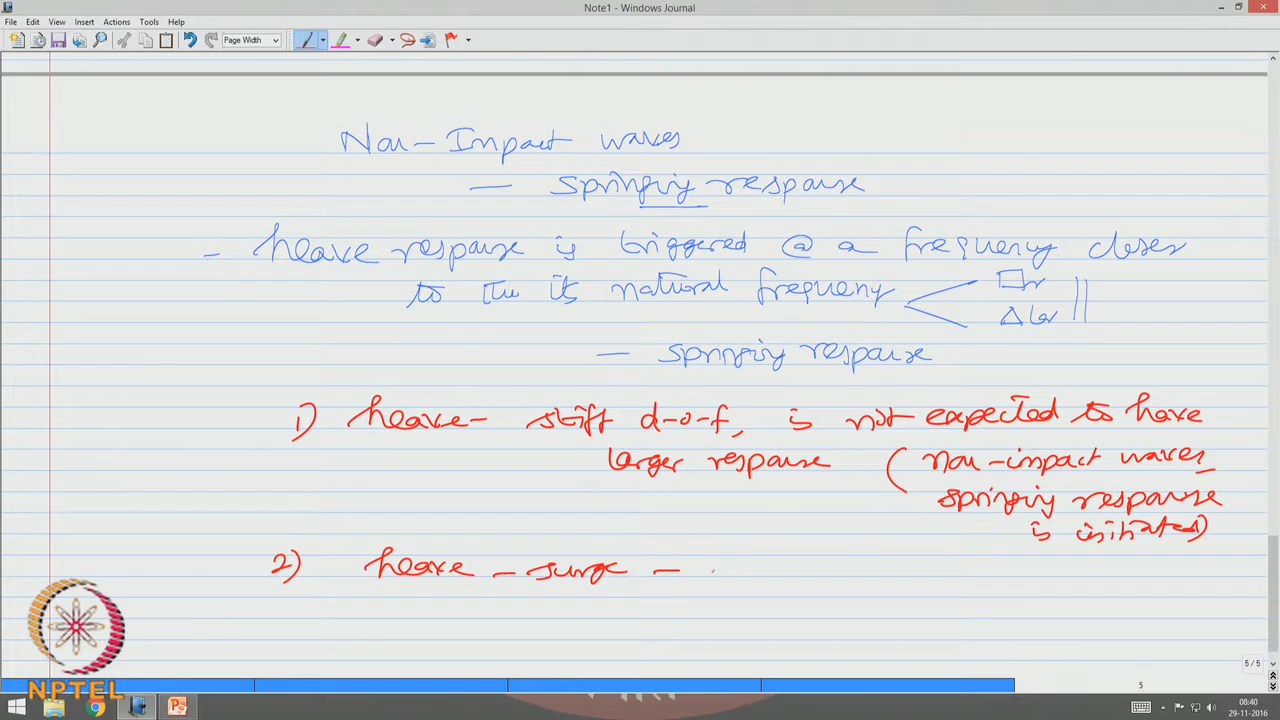 Note1 - Windows Journal
File Edit View Insert Actions Tools Help
Page Width
Non-Impact waves
— springing response
- heave response is triggered @ a frequency closer
to the its natural frequency
□lr
△lar
— springing response
1) heave- stiff d-o-f, is not expected to have
larger response (non-impact waves,
springing response
is initiated)
2) heave - surge -
5/5
NPTEL
5
08:40
29-11-2016